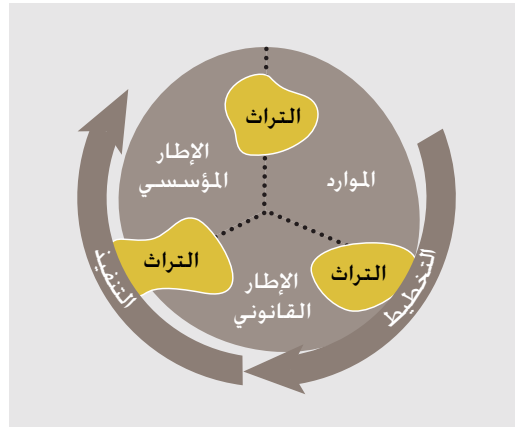 التراث
الإطار
المؤسسي
الموارد
التراث
التراث
الإطار
القانوني
التخطيط
التنفيذ